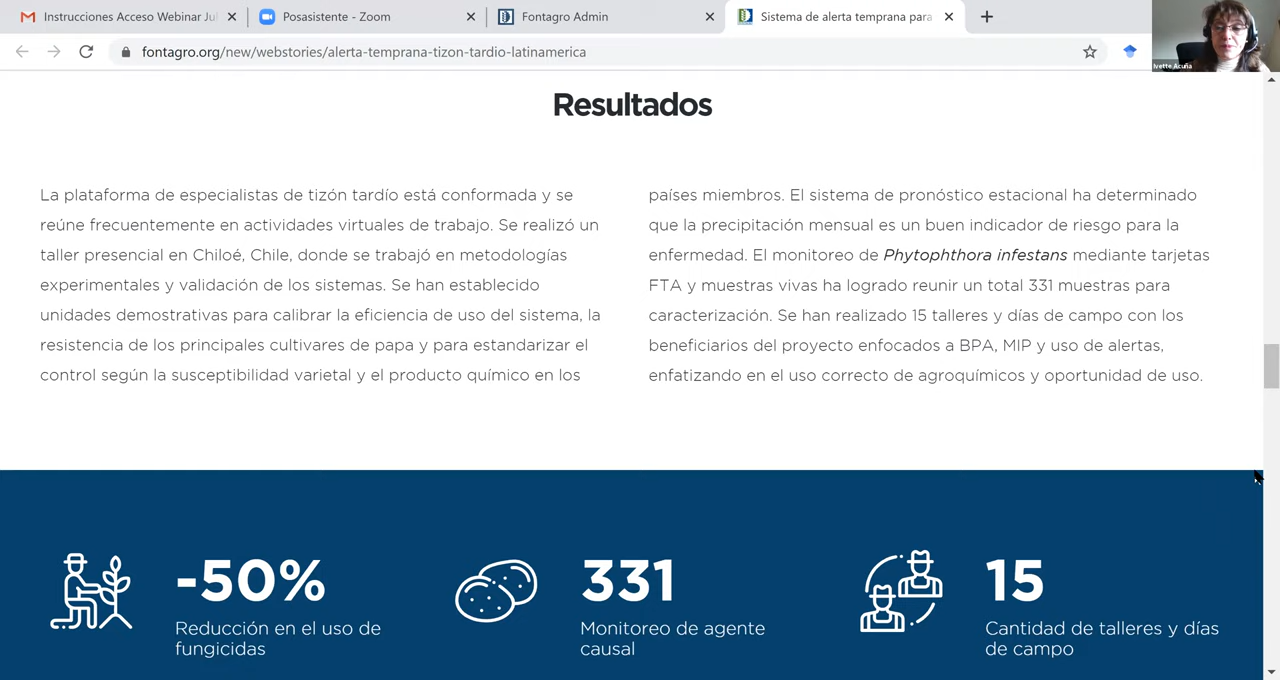 Instrucciones Acceso Webinar Jul
Posasistente - Zoom
Fontagro Admin
Sistema de alerta temprana para
fontagro.org/new/webstories/alerta-temprana-tizon-tardio-latinamerica
Ivette Acuña
Resultados
La plataforma de especialistas de tizón tardío está conformada y se
reúne frecuentemente en actividades virtuales de trabajo. Se realizó un
taller presencial en Chiloé, Chile, donde se trabajó en metodologías
experimentales y validación de los sistemas. Se han establecido
unidades demostrativas para calibrar la eficiencia de uso del sistema, la
resistencia de los principales cultivares de papa y para estandarizar el
control según la susceptibilidad varietal y el producto químico en los
países miembros. El sistema de pronóstico estacional ha determinado
que la precipitación mensual es un buen indicador de riesgo para la
enfermedad. El monitoreo de Phytophthora infestans mediante tarjetas
FTA y muestras vivas ha logrado reunir un total 331 muestras para
caracterización. Se han realizado 15 talleres y días de campo con los
beneficiarios del proyecto enfocados a BPA, MIP y uso de alertas,
enfatizando en el uso correcto de agroquímicos y oportunidad de uso.
-50%
Reducción en el uso de
fungicidas
331
Monitoreo de agente
causal
15
Cantidad de talleres y días
de campo